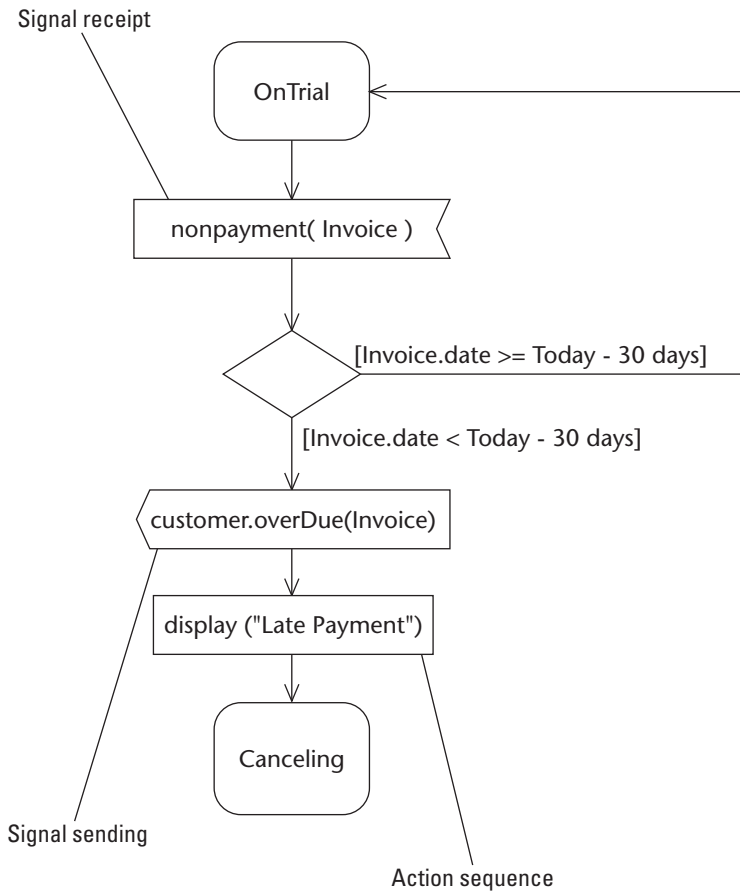 Signal receipt
OnTrial
nonpayment( Invoice )
[Invoice.date >= Today - 30 days]
[Invoice.date < Today - 30 days]
customer.overDue(Invoice)
display ("Late Payment")
Canceling
Signal sending
Action sequence